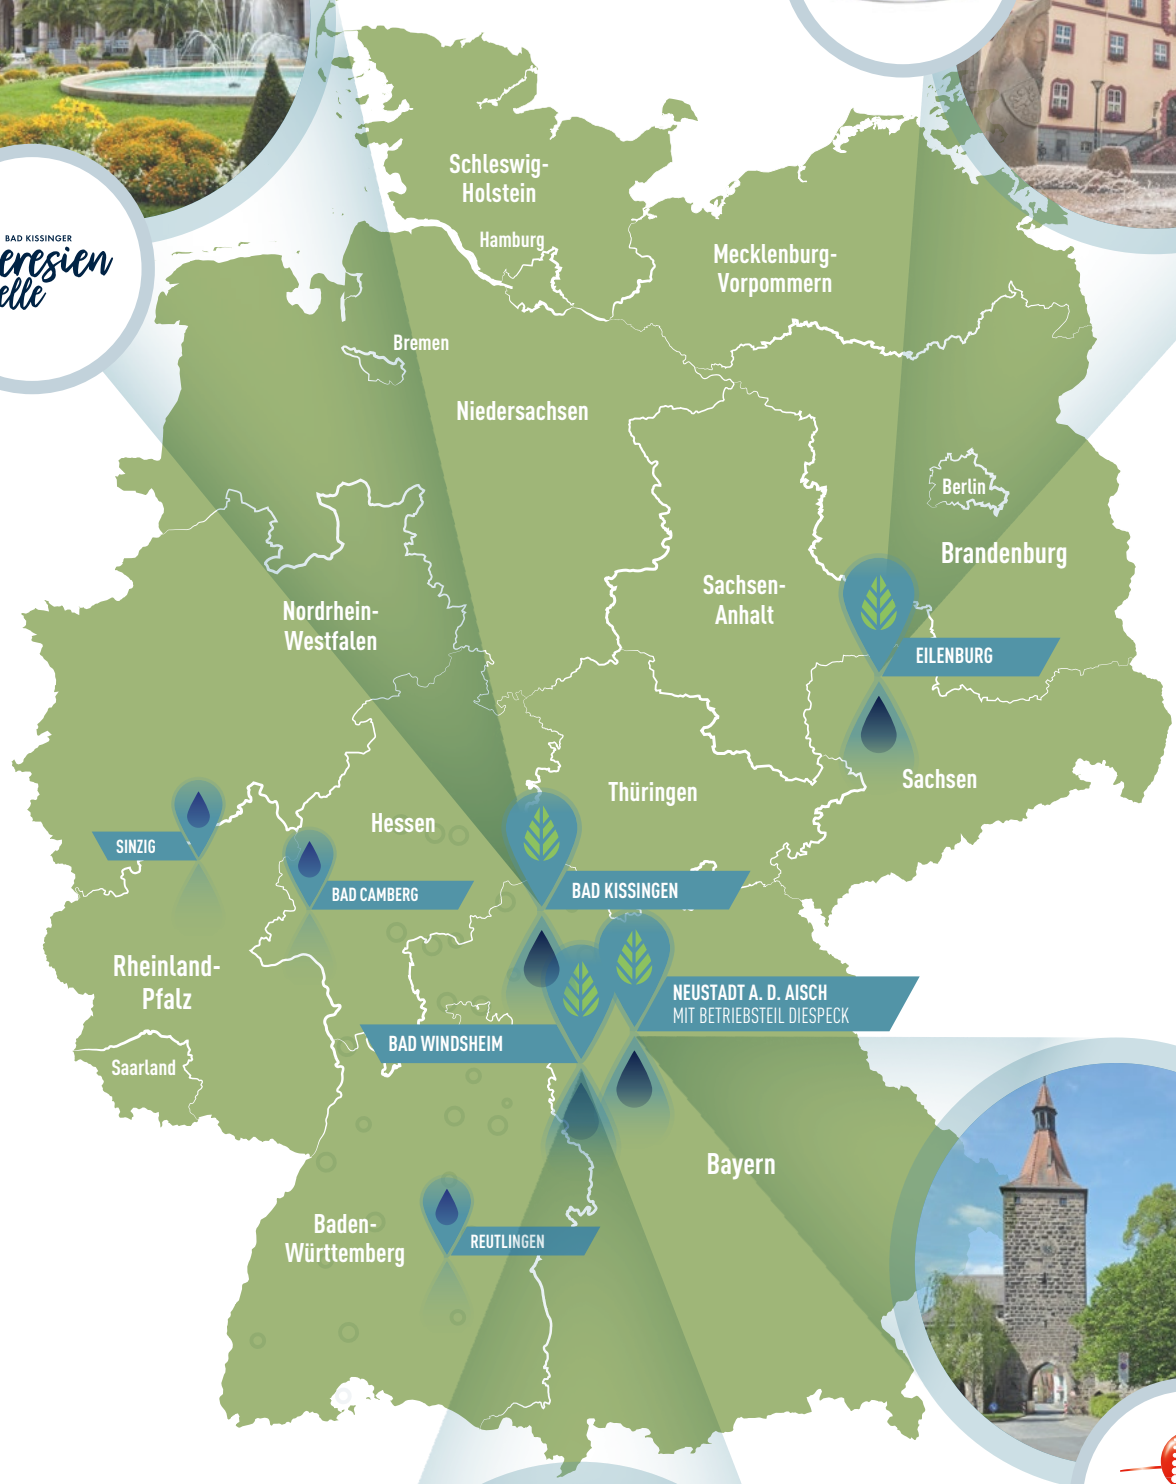 Schleswig-
Holstein
Hamburg
BAD KISSINGER
Mecklenburg-
Vorpommern
Bremen
Niedersachsen
Berlin
Brandenburg
Sachsen-
Anhalt
Nordrhein-
Westfalen
EILENBURG
Sachsen
Thüringen
Hessen
SINZIG
BAD CAMBERG
BAD KISSINGEN
Rheinland-
Pfalz
NEUSTADT A. D. AISCH
MIT BETRIEBSTEIL DIESPECK
BAD WINDSHEIM
Saarland
Bayern
Baden-
Württemberg
REUTLINGEN